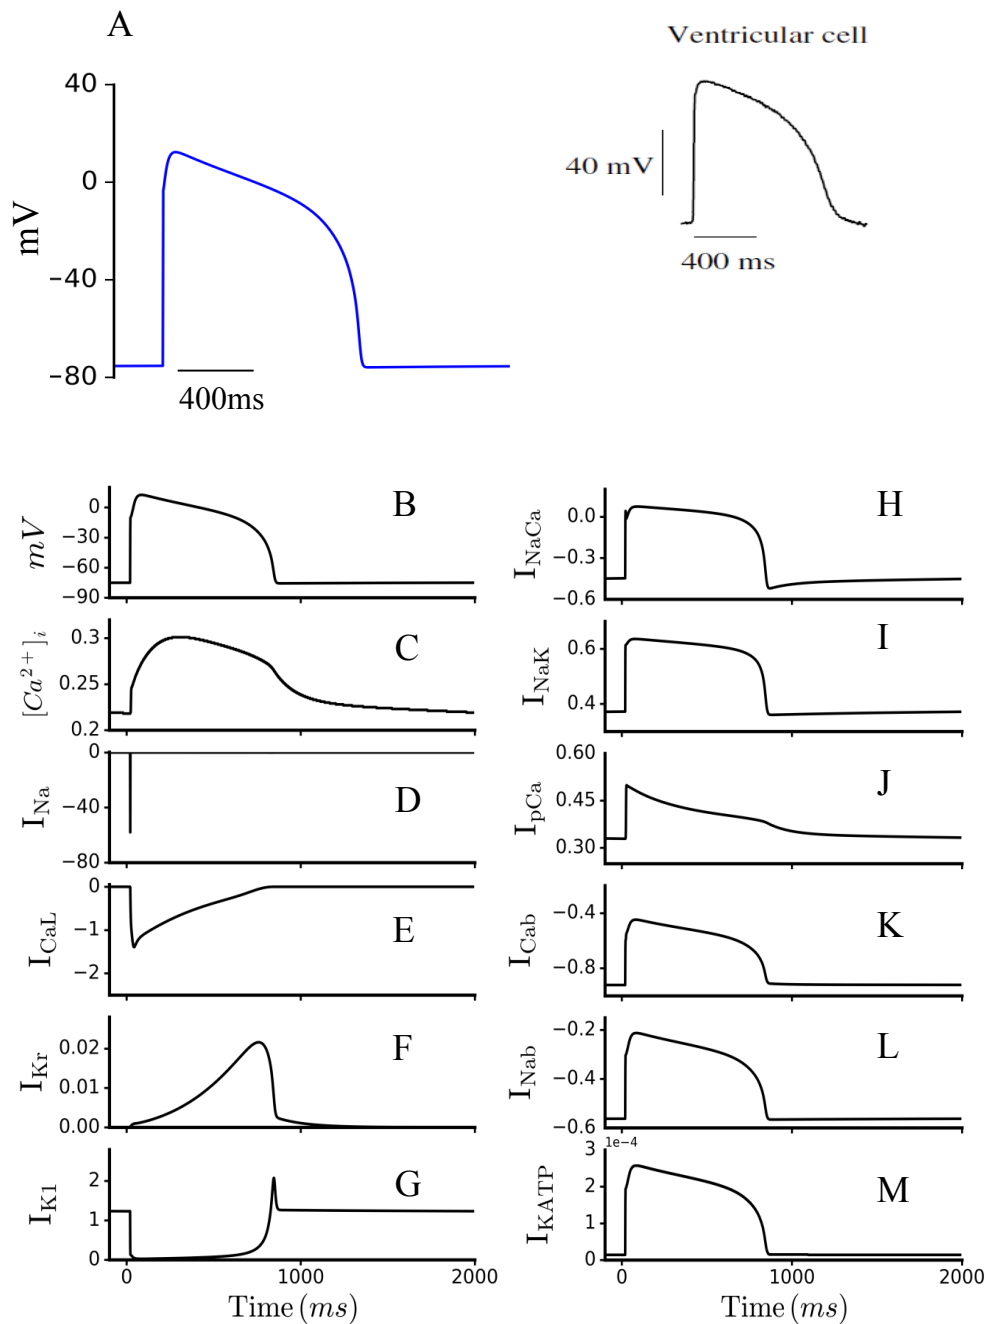 A
Ventricular cell
40
0
−40
−80
mV
400ms
40 mV
400 ms
B
0
−30
−60
−90
mV
C
0.3
0.25
0.2
[Ca²⁺]ᵢ
D
0
−40
−80
I_Na
E
0
−1
−2
I_CaL
F
0.02
0.01
0.00
I_Kr
G
2
1
0
I_K1
0 1000 2000
Time (ms)
H
0.0
−0.3
−0.6
I_NaCa
I
0.6
0.4
I_NaK
J
0.60
0.45
0.30
I_pCa
K
−0.4
−0.8
I_Cab
L
−0.2
−0.4
−0.6
I_Nab
1e−4
M
3
2
1
0
I_KATP
0 1000 2000
Time (ms)